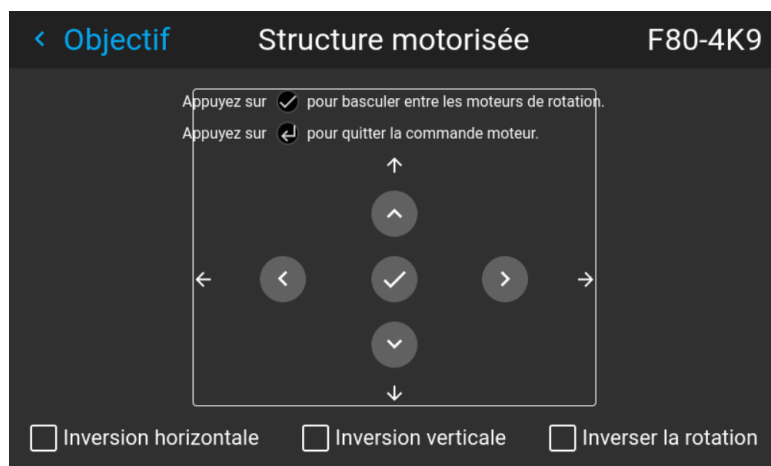 Objectif
Structure motorisée
F80-4K9
Appuyez sur pour basculer entre les moteurs de rotation.
Appuyez sur pour quitter la commande moteur.
Inversion horizontale
Inversion verticale
Inverser la rotation